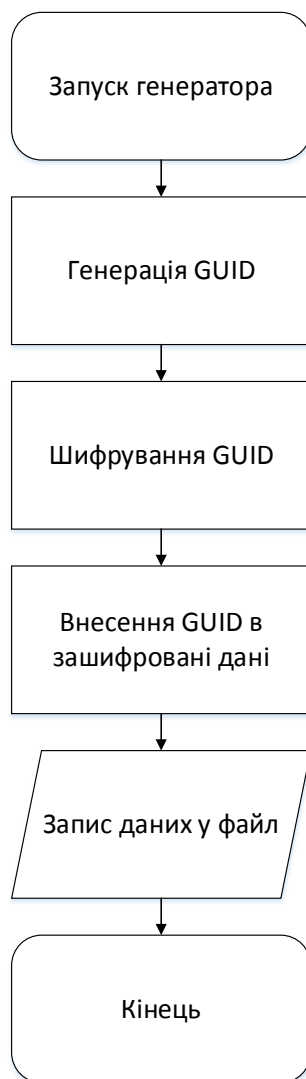 Запуск генератора
Генерація GUID
Шифрування GUID
Внесення GUID в
зашифровані дані
Запис даних у файл
Кінець